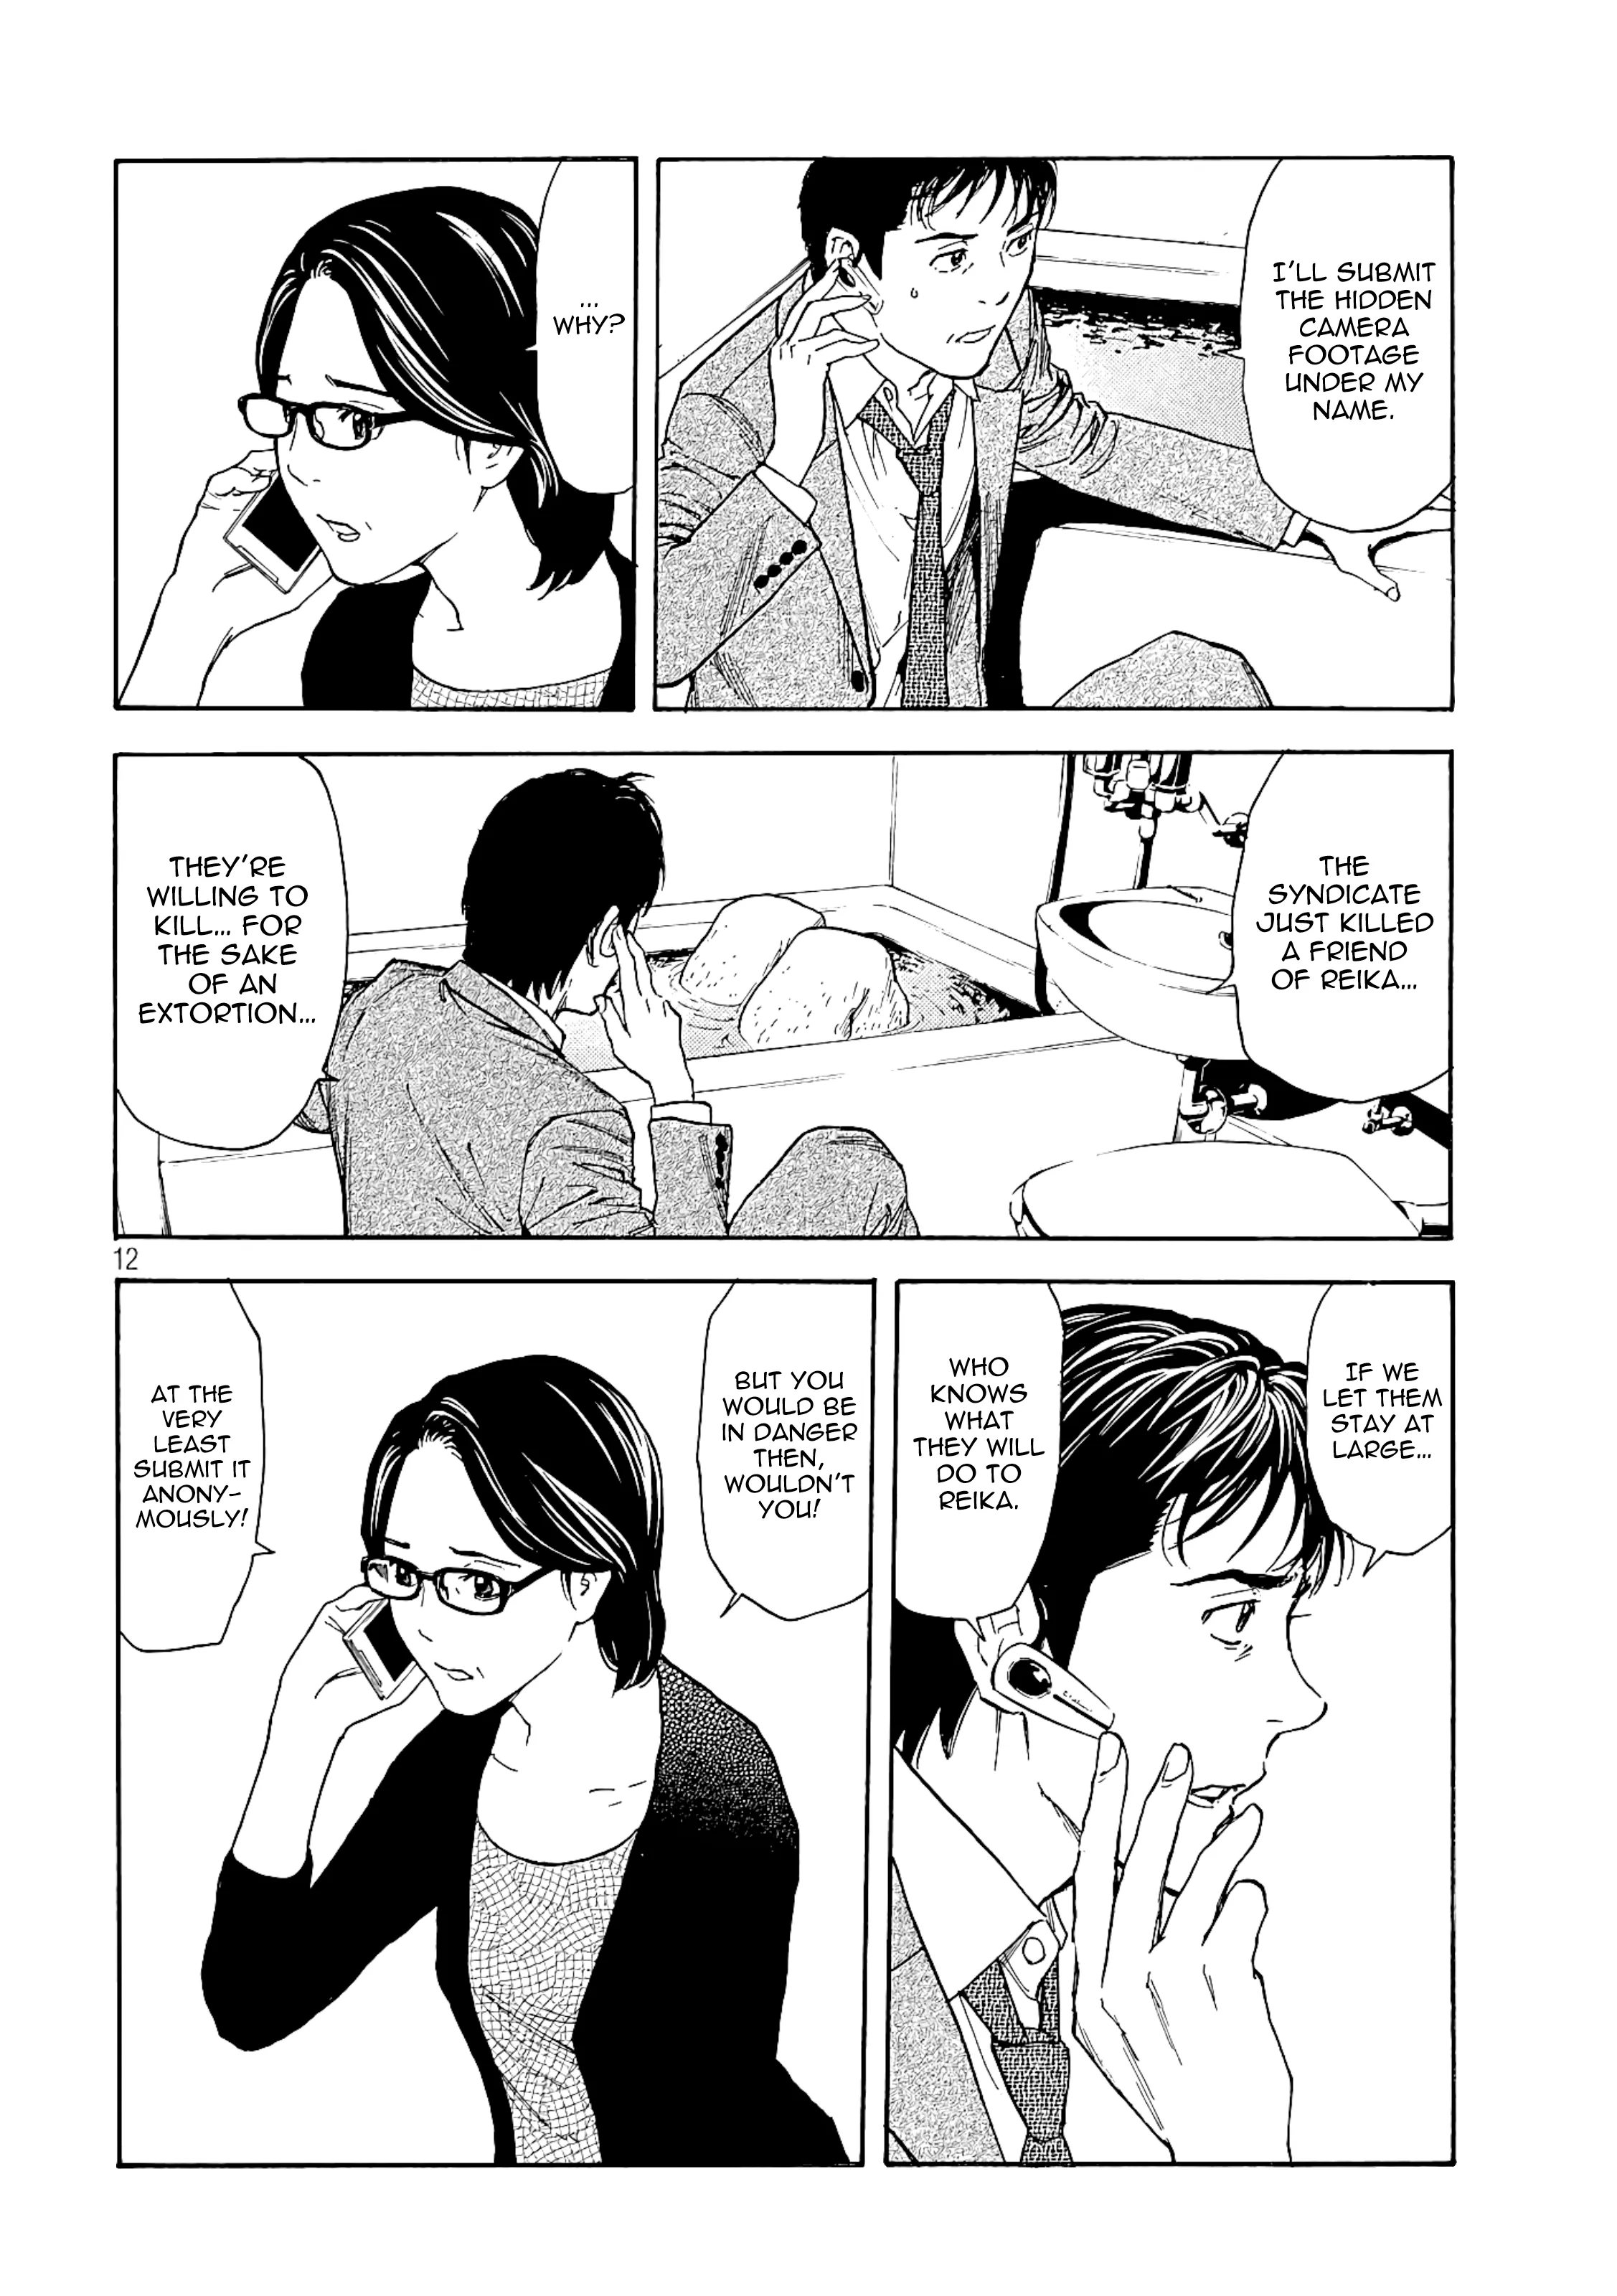 I'LL SUBMIT
THE HIDDEN
CAMERA
FOOTAGE
UNDER MY
NAME.
...
WHY?
THE
SYNDICATE
JUST KILLED
A FRIEND
OF REIKA...
THEY'RE
WILLING TO
KILL... FOR
THE SAKE
OF AN
EXTORTION...
12
IF WE
LET THEM
STAY AT
LARGE...
WHO
KNOWS
WHAT
THEY WILL
DO TO
REIKA.
BUT YOU
WOULD BE
IN DANGER
THEN,
WOULDN'T
YOU!
AT THE
VERY
LEAST
SUBMIT IT
ANONY-
MOUSLY!